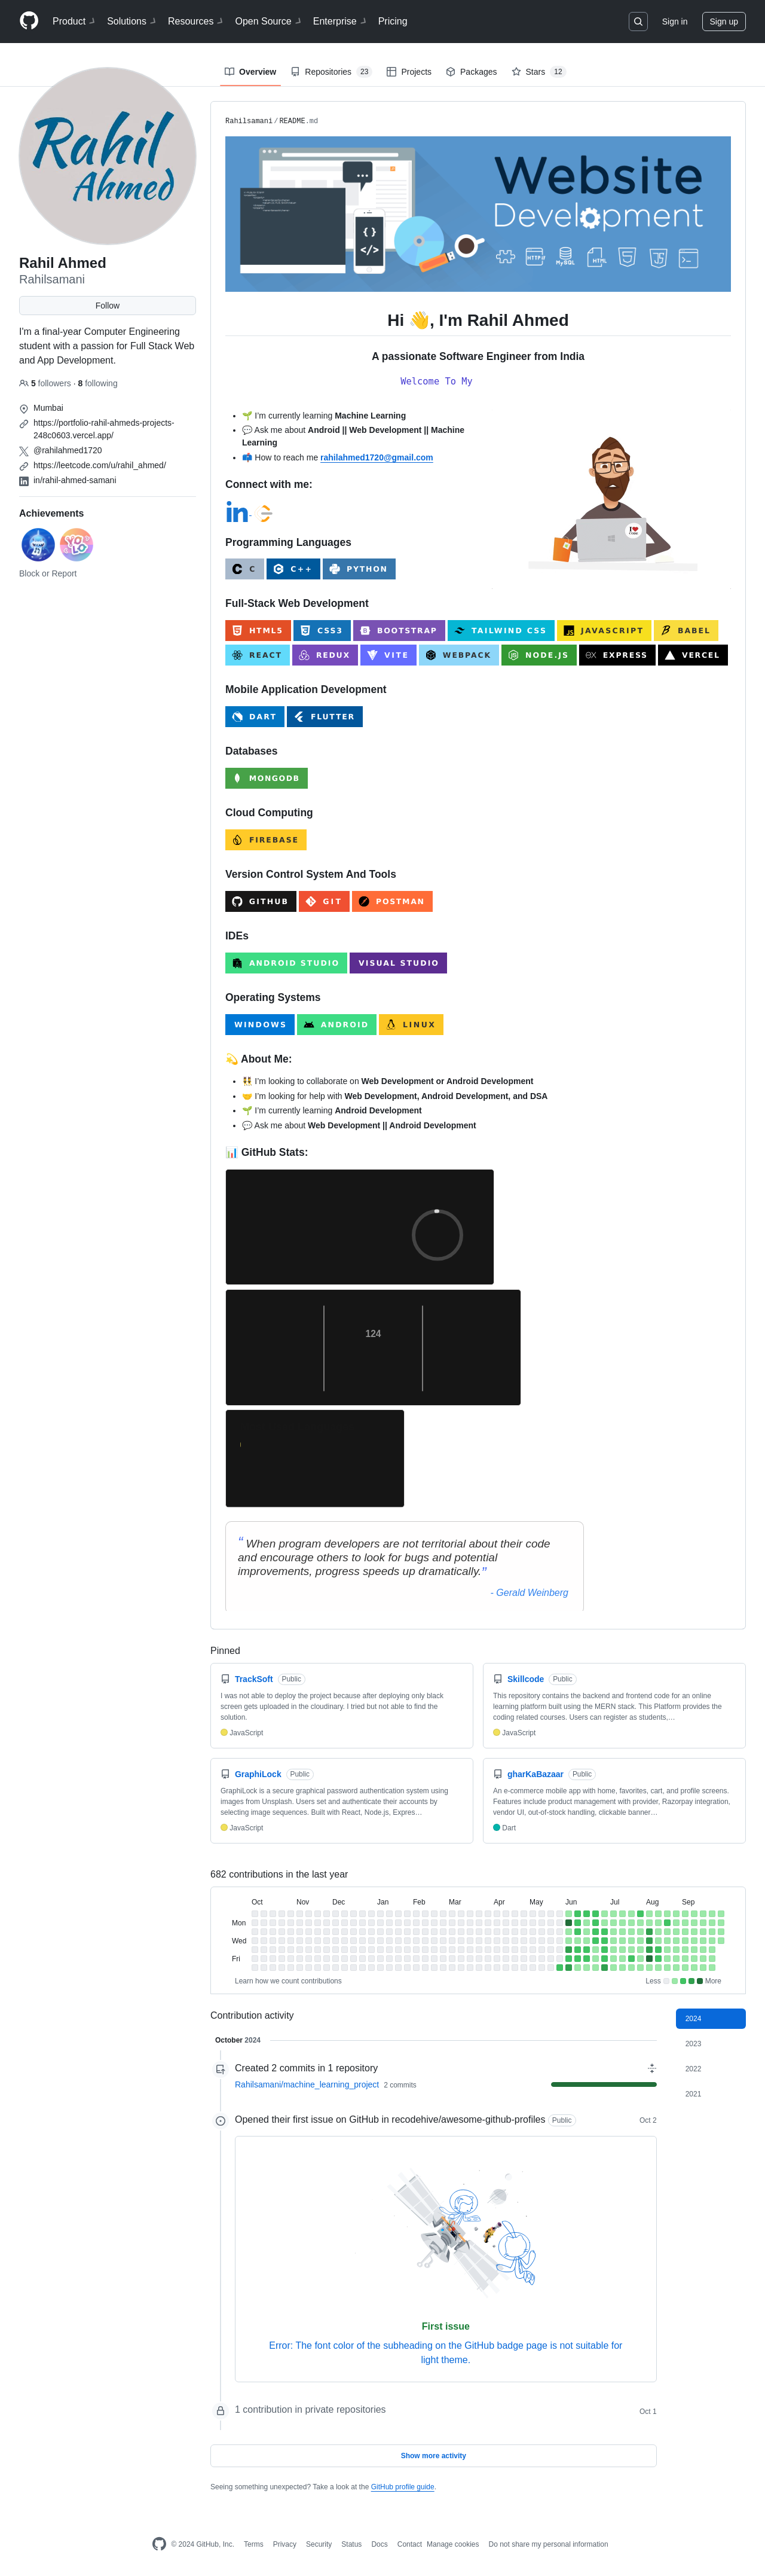 Product Solutions Resources Open Source Enterprise Pricing Sign in Sign up
Overview Repositories 23 Projects Packages Stars 12
Rahil
Ahmed
Rahil Ahmed
Rahilsamani
Follow
I'm a final-year Computer Engineering
student with a passion for Full Stack Web
and App Development.
5 followers · 8 following
Mumbai
https://portfolio-rahil-ahmeds-projects-
248c0603.vercel.app/
@rahilahmed1720
https://leetcode.com/u/rahil_ahmed/
in/rahil-ahmed-samani
Achievements
Block or Report
Rahilsamani/README.md
Website
Development
Hi 👋, I'm Rahil Ahmed
A passionate Software Engineer from India
Welcome To My
🌱 I'm currently learning Machine Learning
💬 Ask me about Android || Web Development || Machine
Learning
📫 How to reach me rahilahmed1720@gmail.com
Connect with me:
Programming Languages
C C++ PYTHON
Full-Stack Web Development
HTML5 CSS3 BOOTSTRAP TAILWIND CSS JAVASCRIPT BABEL
REACT REDUX VITE WEBPACK NODE.JS EXPRESS VERCEL
Mobile Application Development
DART FLUTTER
Databases
MONGODB
Cloud Computing
FIREBASE
Version Control System And Tools
GITHUB GIT POSTMAN
IDEs
ANDROID STUDIO VISUAL STUDIO
Operating Systems
WINDOWS ANDROID LINUX
💫 About Me:
👯 I'm looking to collaborate on Web Development or Android Development
🤝 I'm looking for help with Web Development, Android Development, and DSA
🌱 I'm currently learning Android Development
💬 Ask me about Web Development || Android Development
📊 GitHub Stats:
124
“ When program developers are not territorial about their code
and encourage others to look for bugs and potential
improvements, progress speeds up dramatically.”
- Gerald Weinberg
Pinned
TrackSoft Public
I was not able to deploy the project because after deploying only black
screen gets uploaded in the cloudinary. I tried but not able to find the
solution.
JavaScript
Skillcode Public
This repository contains the backend and frontend code for an online
learning platform built using the MERN stack. This Platform provides the
coding related courses. Users can register as students,…
JavaScript
GraphiLock Public
GraphiLock is a secure graphical password authentication system using
images from Unsplash. Users set and authenticate their accounts by
selecting image sequences. Built with React, Node.js, Expres…
JavaScript
gharKaBazaar Public
An e-commerce mobile app with home, favorites, cart, and profile screens.
Features include product management with provider, Razorpay integration,
vendor UI, out-of-stock handling, clickable banner…
Dart
682 contributions in the last year
Oct Nov Dec Jan Feb Mar Apr May Jun Jul Aug Sep
Mon
Wed
Fri
Learn how we count contributions Less More
Contribution activity
2024
2023
2022
2021
October 2024
Created 2 commits in 1 repository
Rahilsamani/machine_learning_project 2 commits
Opened their first issue on GitHub in recodehive/awesome-github-profiles Public Oct 2
First issue
Error: The font color of the subheading on the GitHub badge page is not suitable for
light theme.
1 contribution in private repositories Oct 1
Show more activity
Seeing something unexpected? Take a look at the GitHub profile guide.
© 2024 GitHub, Inc. Terms Privacy Security Status Docs Contact Manage cookies Do not share my personal information